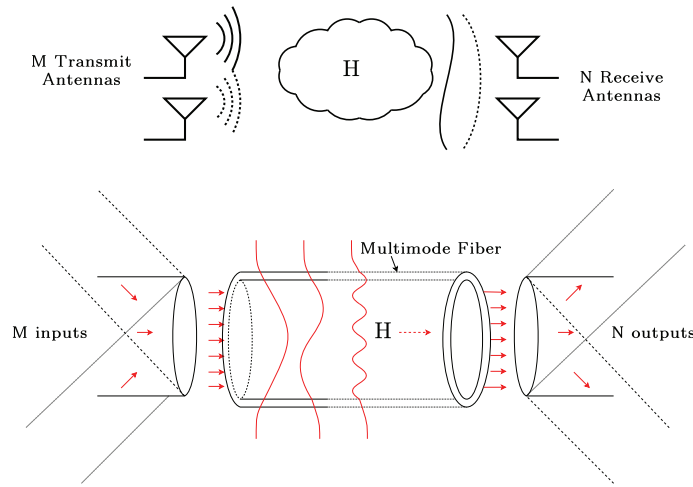 M Transmit
Antennas
H
N Receive
Antennas
Multimode Fiber
M inputs
H
N outputs